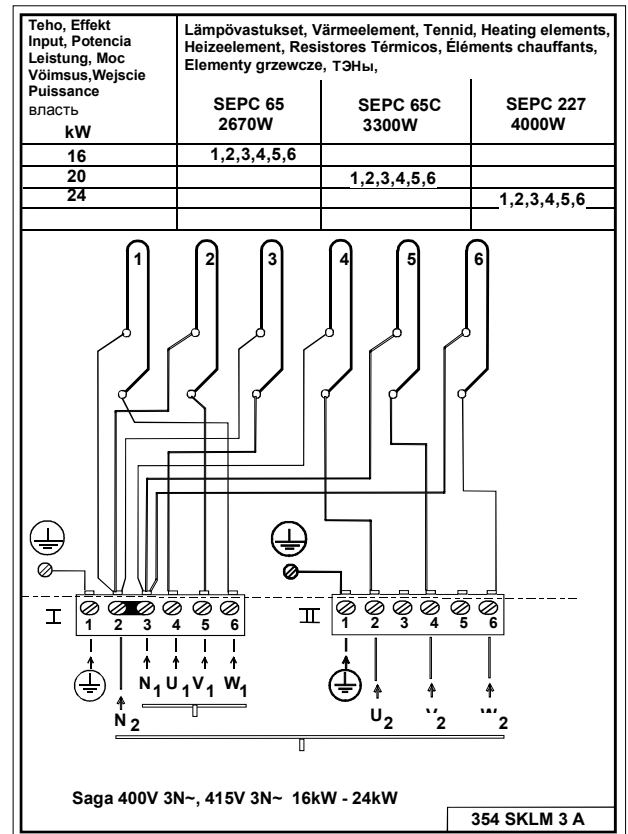 Teho, Effekt
Input, Potencia
Leistung, Moc
Vöimsus,Wejscie
Puissance
власть
kW
Lämpövastukset, Värmeelement, Tennid, Heating elements,
Heizeelement, Resistores Térmicos, Éléments chauffants,
Elementy grzewcze, ТЭНы,
SEPC 65
2670W
SEPC 65C
3300W
SEPC 227
4000W
16 1,2,3,4,5,6
20 1,2,3,4,5,6
24 1,2,3,4,5,6
1 2 3 4 5 6
I 1 2 3 4 5 6
II 1 2 3 4 5 6
N1 U1 V1 W1
N2
U2 V2 W2
Saga 400V 3N~, 415V 3N~ 16kW - 24kW
354 SKLM 3 A